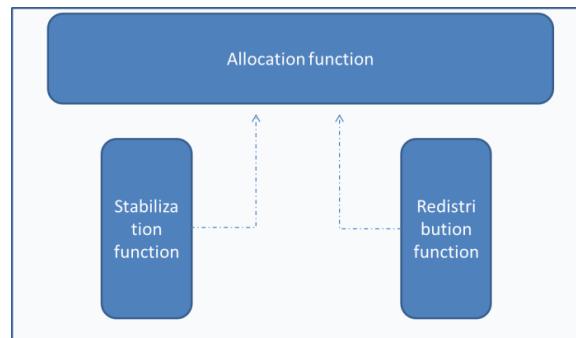 Allocation function
Stabiliza
tion
function
Redistri
bution
function